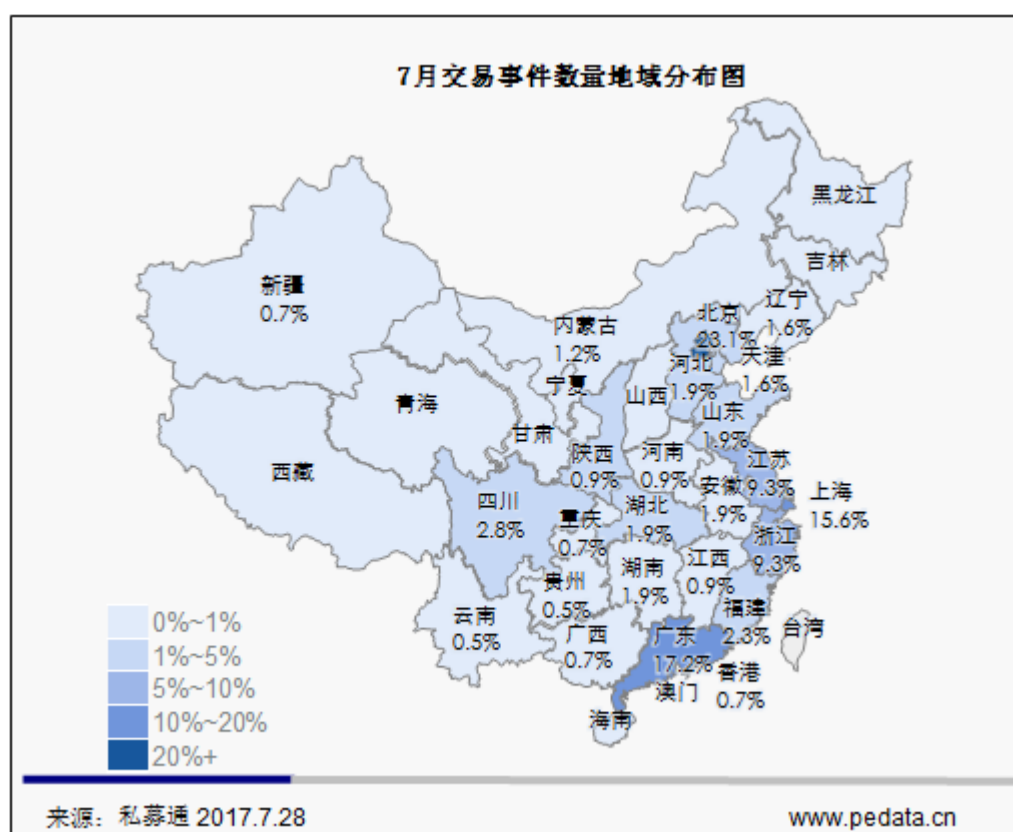 7月交易事件数量地域分布图
黑龙江
吉林
新疆
0.7%
辽宁
1.6%
北京
23.1%
内蒙古
1.2%
天津
1.6%
河北
1.9%
宁夏
山西
青海
山东
1.9%
甘肃
陕西
0.9%
河南
0.9%
江苏
9.3%
西藏
安徽
1.9%
上海
15.6%
四川
2.8%
湖北
1.9%
重庆
0.7%
浙江
9.3%
江西
0.9%
湖南
1.9%
贵州
0.5%
福建
2.3%
云南
0.5%
广西
0.7%
广东
17.2%
台湾
香港
0.7%
澳门
海南
0%~1%
1%~5%
5%~10%
10%~20%
20%+
来源：私募通 2017.7.28
www.pedata.cn